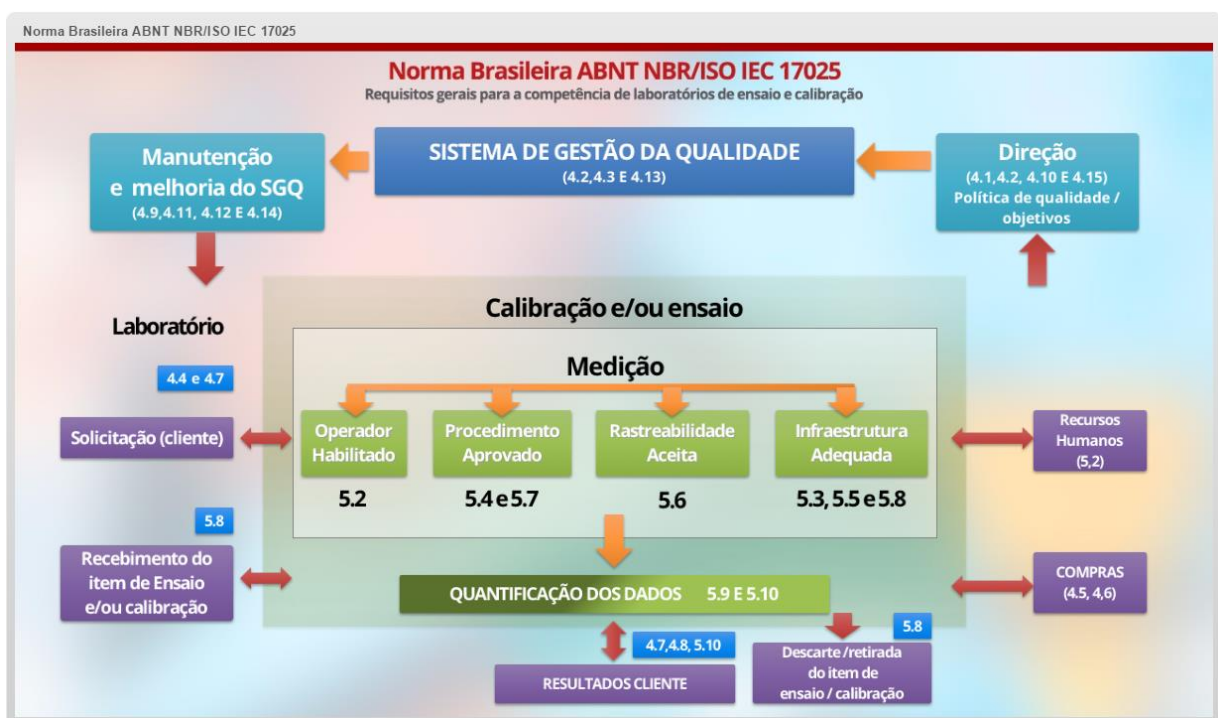 Norma Brasileira ABNT NBR/ISO IEC 17025
Norma Brasileira ABNT NBR/ISO IEC 17025
Requisitos gerais para a competência de laboratórios de ensaio e calibração
Manutenção
e melhoria do SGQ
(4.9,4.11, 4.12 E 4.14)
SISTEMA DE GESTÃO DA QUALIDADE
(4.2,4.3 E 4.13)
Direção
(4.1,4.2, 4.10 E 4.15)
Política de qualidade /
objetivos
Laboratório
Calibração e/ou ensaio
Medição
4.4 e 4.7
Solicitação (cliente)
Operador
Habilitado
Procedimento
Aprovado
Rastreabilidade
Aceita
Infraestrutura
Adequada
Recursos
Humanos
(5,2)
5.2
5.4 e 5.7
5.6
5.3, 5.5 e 5.8
5.8
Recebimento do
item de Ensaio
e/ou calibração
QUANTIFICAÇÃO DOS DADOS 5.9 E 5.10
COMPRAS
(4.5, 4,6)
4.7,4.8, 5.10
RESULTADOS CLIENTE
5.8
Descarte /retirada
do item de
ensaio / calibração